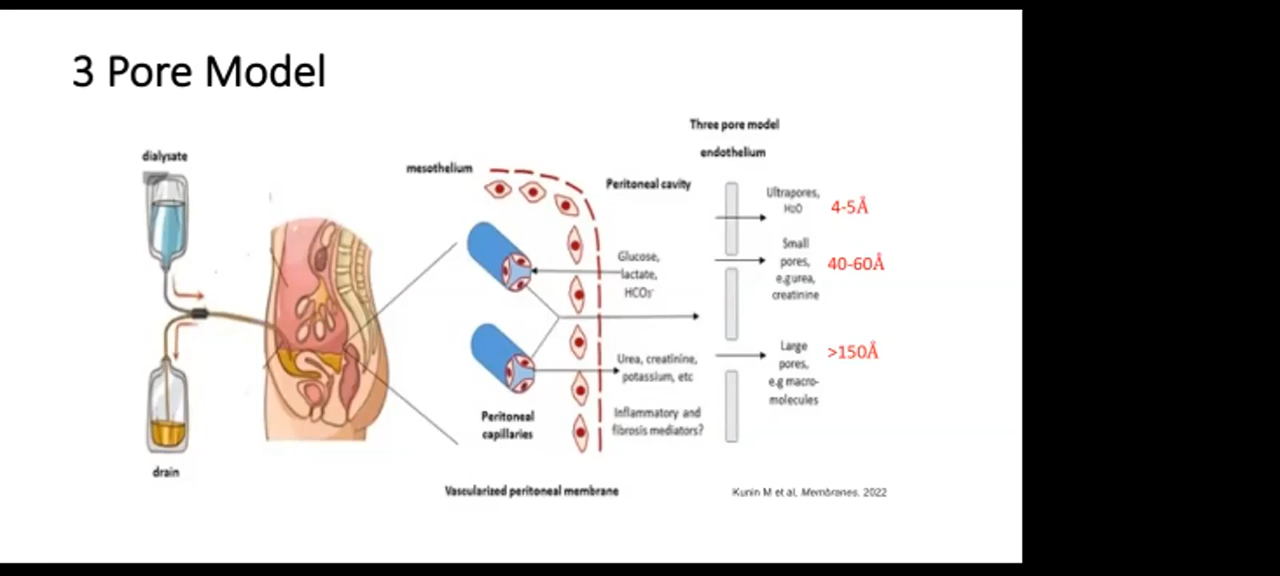 3 Pore Model
dialysate
drain
mesothelium
Peritoneal cavity
Glucose,
lactate,
HCO₃⁻
Urea, creatinine,
potassium, etc
Inflammatory and
fibrosis mediators?
Peritoneal
capillaries
Vascularized peritoneal membrane
Three pore model
endothelium
Ultrapores,
H₂O
4-5Å
Small
pores,
e.gurea,
creatinine
40-60Å
Large
pores,
e.g macro-
molecules
>150Å
Kunin M et al, Membranes. 2022